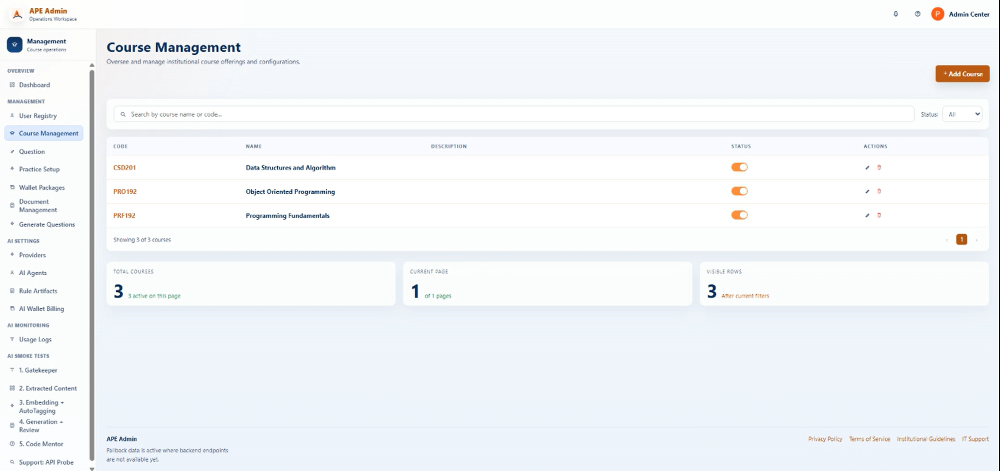 APE Admin
Operations Workspace
P
Admin Center
Management
Course operations
OVERVIEW
Dashboard
MANAGEMENT
User Registry
Course Management
Question
Practice Setup
Wallet Packages
Document
Management
Generate Questions
AI SETTINGS
Providers
AI Agents
Rule Artifacts
AI Wallet Billing
AI MONITORING
Usage Logs
AI SMOKE TESTS
1. Gatekeeper
2. Extracted Content
3. Embedding +
AutoTagging
4. Generation +
Review
5. Code Mentor
Support: API Probe
Course Management
Oversee and manage institutional course offerings and configurations.
+ Add Course
Search by course name or code...
Status: All
CODE NAME DESCRIPTION STATUS ACTIONS
CSD201 Data Structures and Algorithm
PRO192 Object Oriented Programming
PRF192 Programming Fundamentals
Showing 3 of 3 courses
‹ 1 ›
TOTAL COURSES
3 3 active on this page
CURRENT PAGE
1 of 1 pages
VISIBLE ROWS
3 After current filters
APE Admin
Fallback data is active where backend endpoints
are not available yet.
Privacy Policy Terms of Service Institutional Guidelines IT Support